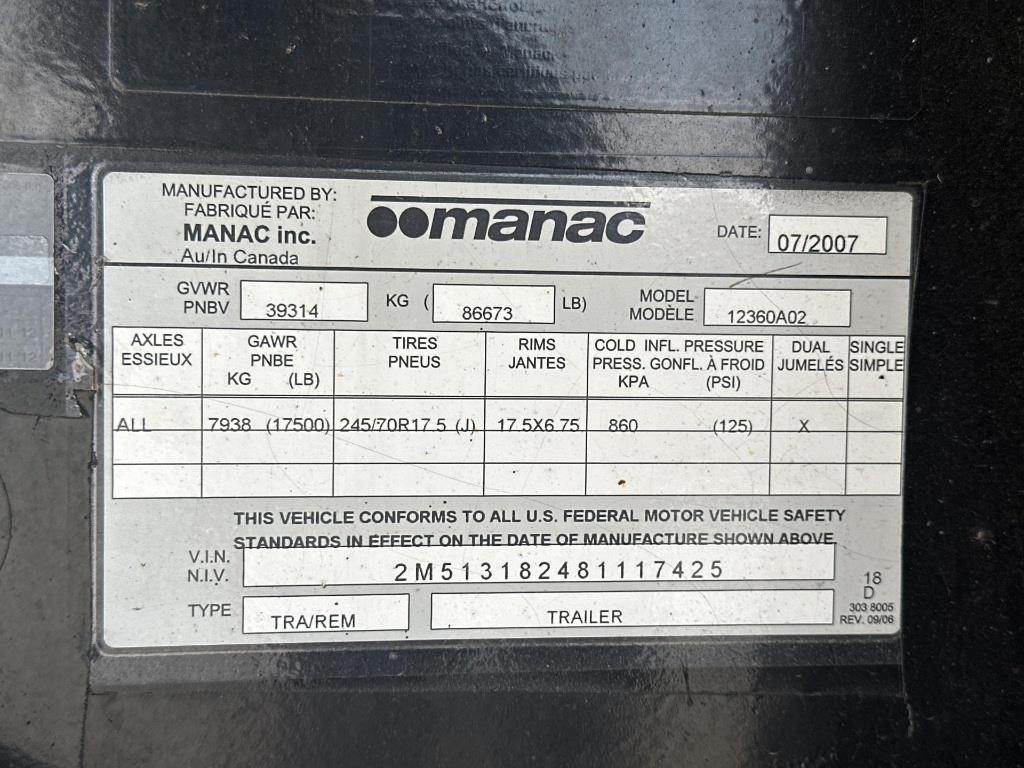 Manac,
MANUFACTURED BY:
FABRIQUÉ PAR:
MANAC inc.
Au/In Canada
manac
DATE: 07/2007
GVWR
PNBV 39314 KG ( 86673 LB)
MODEL
MODÈLE 12360A02
AXLES GAWR TIRES RIMS COLD INFL. PRESSURE DUAL SINGLE
ESSIEUX PNBE PNEUS JANTES PRESS. GONFL. À FROID JUMELÉS SIMPLE
KG (LB) KPA (PSI)
ALL 7938 (17500) 245/70R17.5 (J) 17.5X6.75 860 (125) X
THIS VEHICLE CONFORMS TO ALL U.S. FEDERAL MOTOR VEHICLE SAFETY
STANDARDS IN EFFECT ON THE DATE OF MANUFACTURE SHOWN ABOVE
V.I.N.
N.I.V. 2M513182481117425
TYPE TRA/REM TRAILER
18
D
303 8005
REV. 09/06